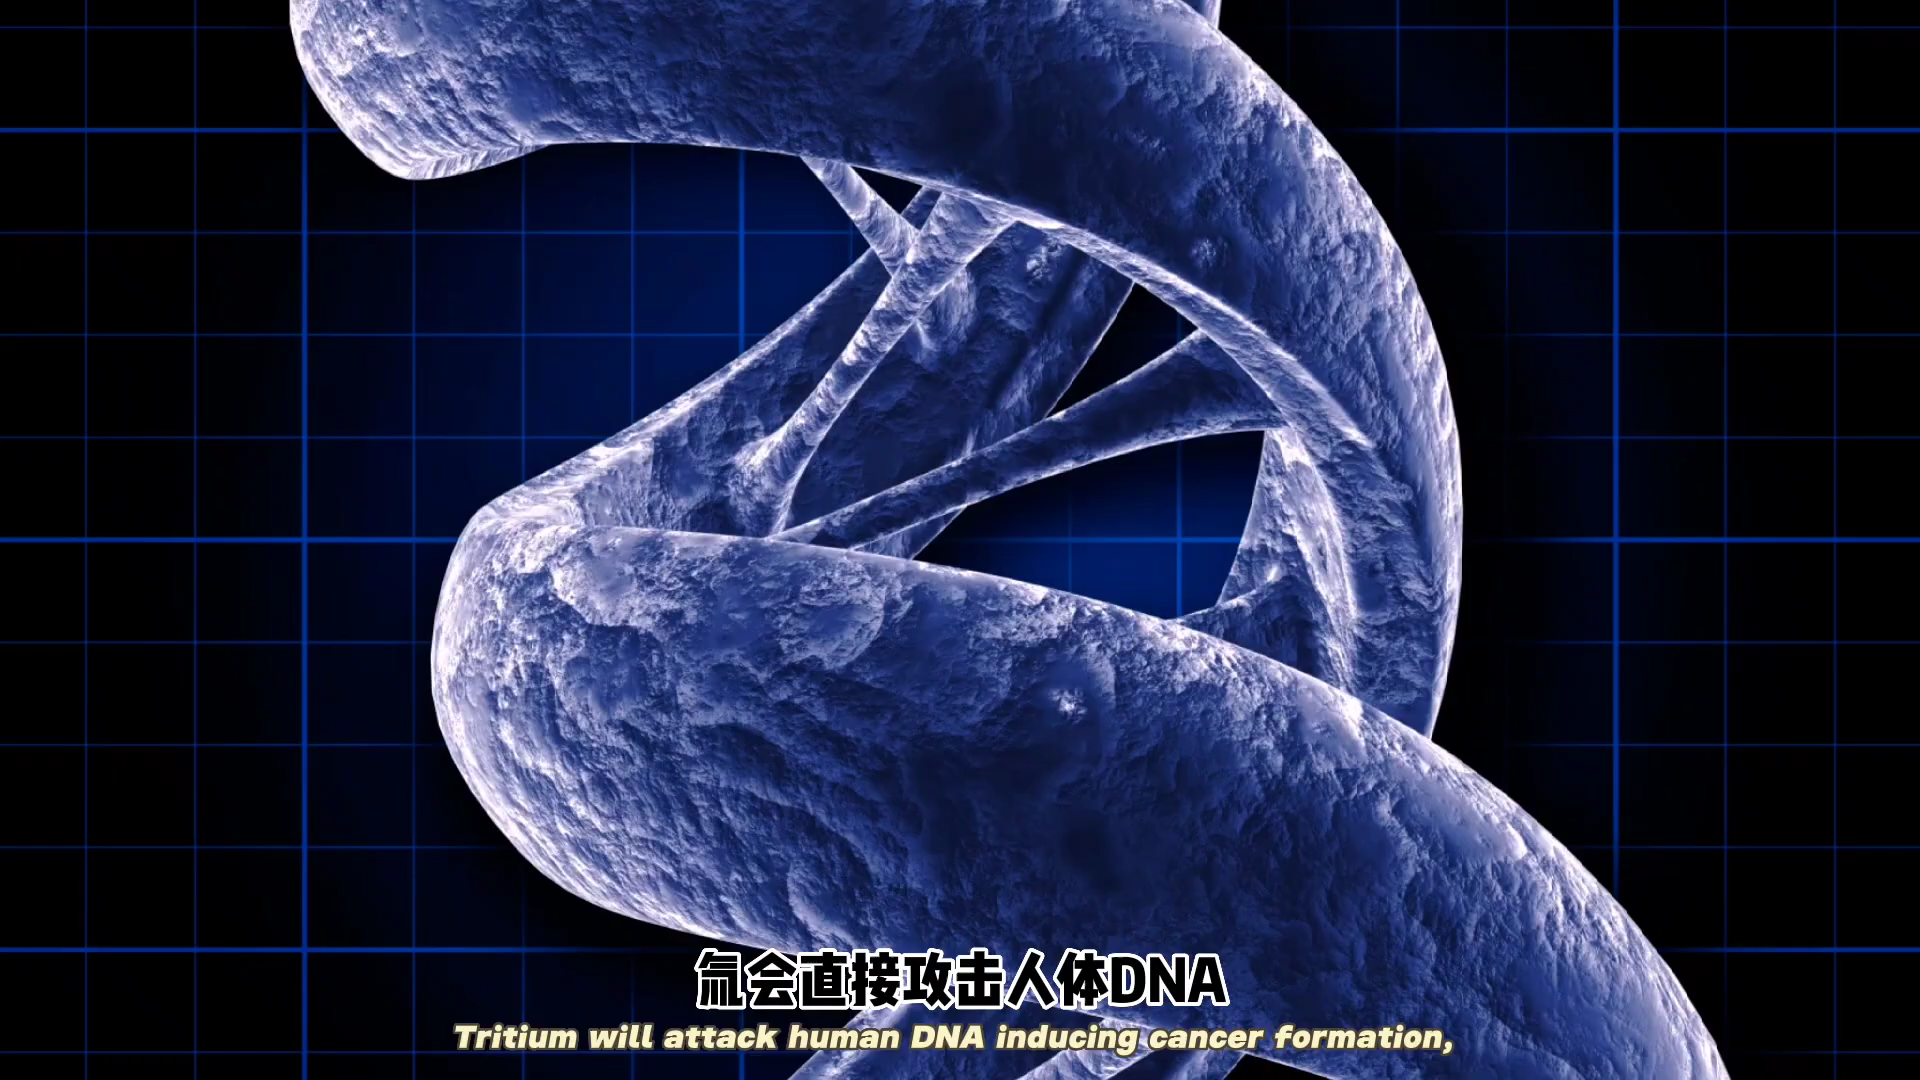 氚会直接攻击人体DNA
Tritium will attack human DNA inducing cancer formation,